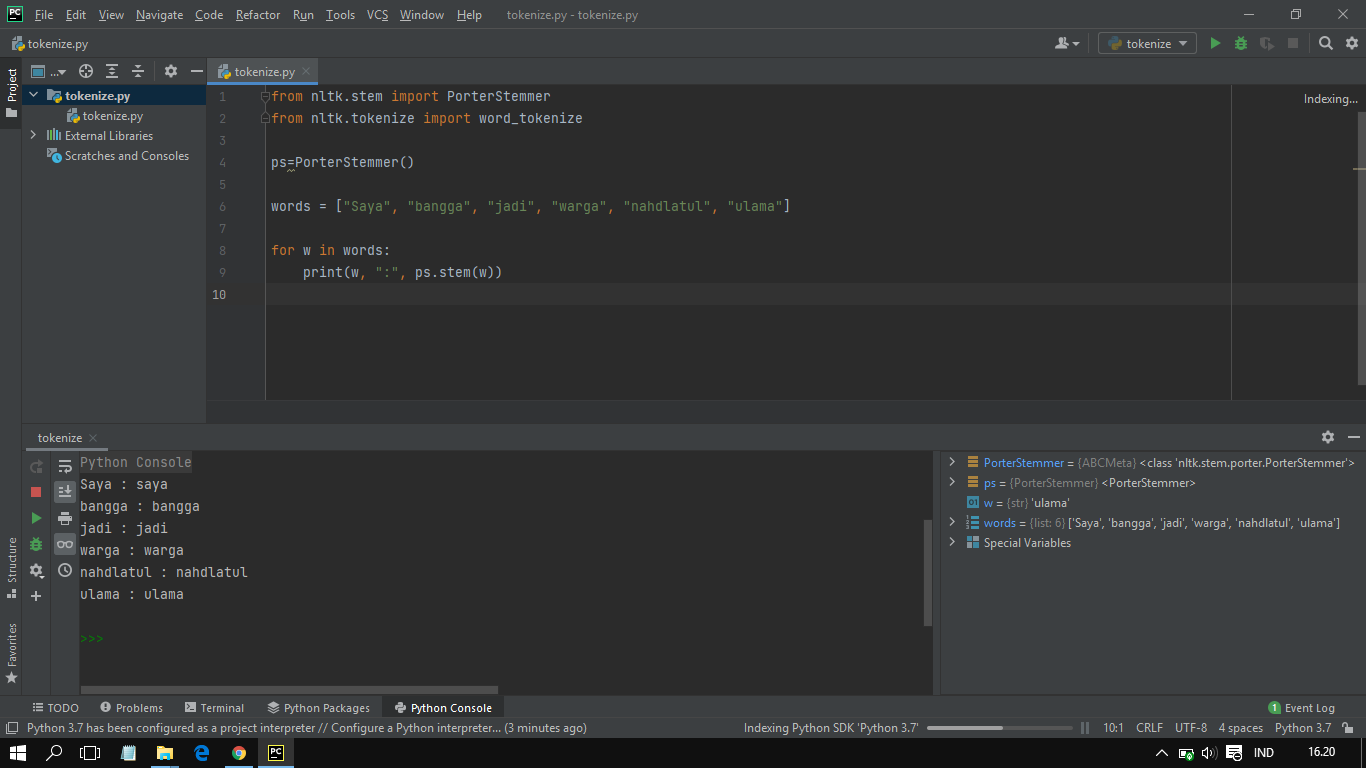 PC File Edit View Navigate Code Refactor Run Tools VCS Window Help tokenize.py - tokenize.py
tokenize.py tokenize
Project ... tokenize.py
tokenize.py
tokenize.py
External Libraries
Scratches and Consoles
Indexing...
1 from nltk.stem import PorterStemmer
2 from nltk.tokenize import word_tokenize
3
4 ps=PorterStemmer()
5
6 words = ["Saya", "bangga", "jadi", "warga", "nahdlatul", "ulama"]
7
8 for w in words:
9 print(w, ":", ps.stem(w))
10
tokenize
Python Console
Saya : saya
bangga : bangga
jadi : jadi
warga : warga
nahdlatul : nahdlatul
ulama : ulama
>>>
PorterStemmer = {ABCMeta} <class 'nltk.stem.porter.PorterStemmer'>
ps = {PorterStemmer} <PorterStemmer>
01 w = {str} 'ulama'
words = {list: 6} ['Saya', 'bangga', 'jadi', 'warga', 'nahdlatul', 'ulama']
Special Variables
Structure
Favorites
TODO Problems Terminal Python Packages Python Console 1 Event Log
Python 3.7 has been configured as a project interpreter // Configure a Python interpreter... (3 minutes ago) Indexing Python SDK 'Python 3.7' 10:1 CRLF UTF-8 4 spaces Python 3.7
PC IND 16.20